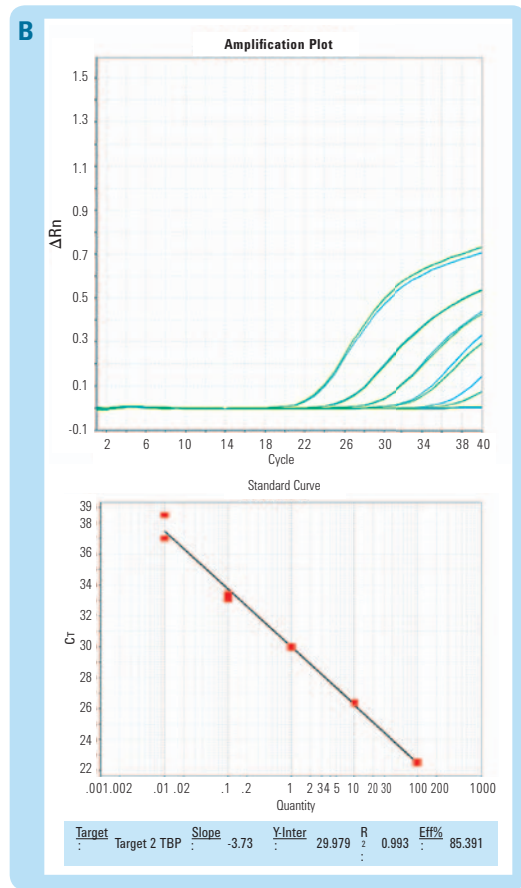 B
Amplification Plot
1.5
1.3
1.1
0.9
0.7
0.5
0.3
0.1
-0.1
ΔRn
2 6 10 14 18 22 26 30 34 38 40
Cycle
Standard Curve
39
38
36
34
32
30
28
26
24
22
CT
.001 .002 .01 .02 .1 .2 1 2 3 4 5 10 20 30 100 200 1000
Quantity
Target : Target 2 TBP Slope : -3.73 Y-Inter : 29.979 R 2 : 0.993 Eff% : 85.391